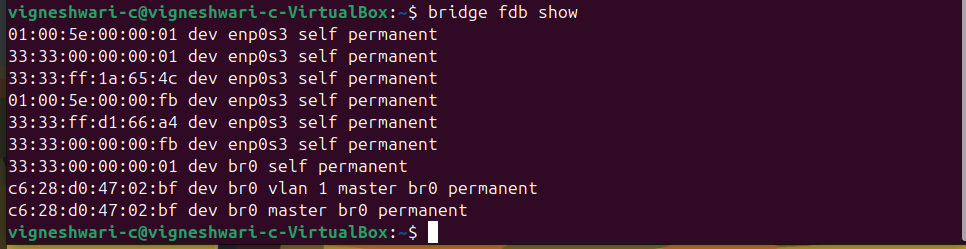 vigneshwari-c@vigneshwari-c-VirtualBox:~$ bridge fdb show
01:00:5e:00:00:01 dev enp0s3 self permanent
33:33:00:00:00:01 dev enp0s3 self permanent
33:33:ff:1a:65:4c dev enp0s3 self permanent
01:00:5e:00:00:fb dev enp0s3 self permanent
33:33:ff:d1:66:a4 dev enp0s3 self permanent
33:33:00:00:00:fb dev enp0s3 self permanent
33:33:00:00:00:01 dev br0 self permanent
c6:28:d0:47:02:bf dev br0 vlan 1 master br0 permanent
c6:28:d0:47:02:bf dev br0 master br0 permanent
vigneshwari-c@vigneshwari-c-VirtualBox:~$